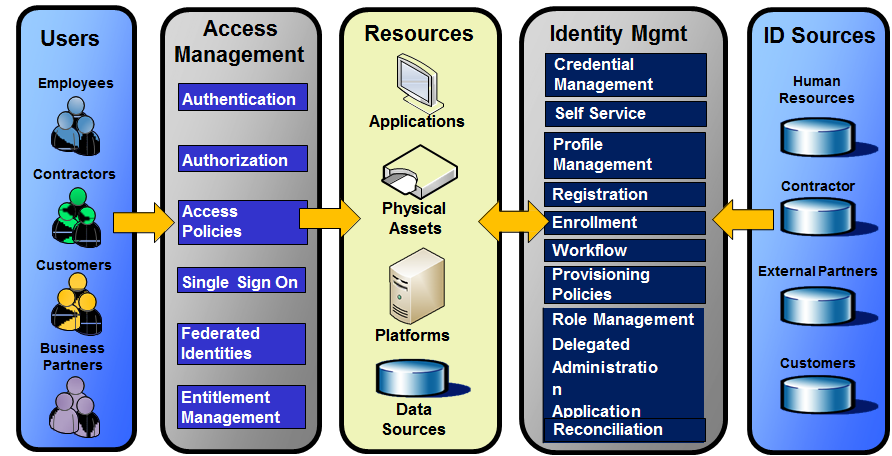 Users
Employees
Contractors
Customers
Business
Partners
Access
Management
Authentication
Authorization
Access
Policies
Single Sign On
Federated
Identities
Entitlement
Management
Resources
Applications
Physical
Assets
Platforms
Data
Sources
Identity Mgmt
Credential
Management
Self Service
Profile
Management
Registration
Enrollment
Workflow
Provisioning
Policies
Role Management
Delegated
Administratio
n
Application
Reconciliation
ID Sources
Human
Resources
Contractor
External Partners
Customers